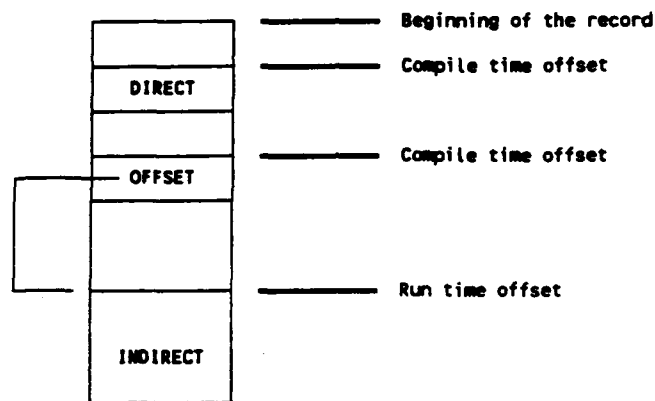 Beginning of the record
Compile time offset
DIRECT
Compile time offset
OFFSET
Run time offset
INDIRECT